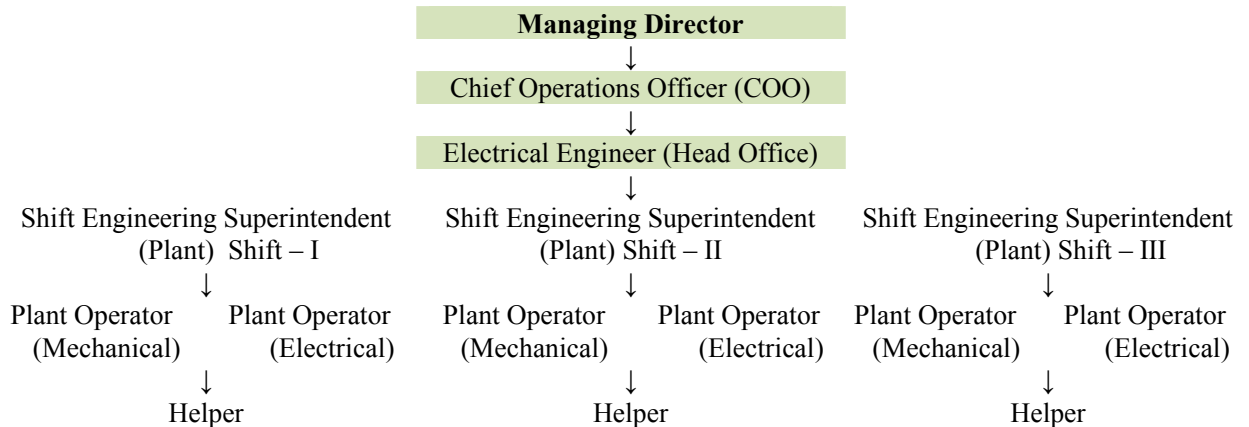 Managing Director
↓
Chief Operations Officer (COO)
↓
Electrical Engineer (Head Office)
↓
Shift Engineering Superintendent Shift Engineering Superintendent Shift Engineering Superintendent
(Plant) Shift – I (Plant) Shift – II (Plant) Shift – III
↓ ↓ ↓
Plant Operator Plant Operator Plant Operator Plant Operator Plant Operator Plant Operator
(Mechanical) (Electrical) (Mechanical) (Electrical) (Mechanical) (Electrical)
↓ ↓ ↓
Helper Helper Helper